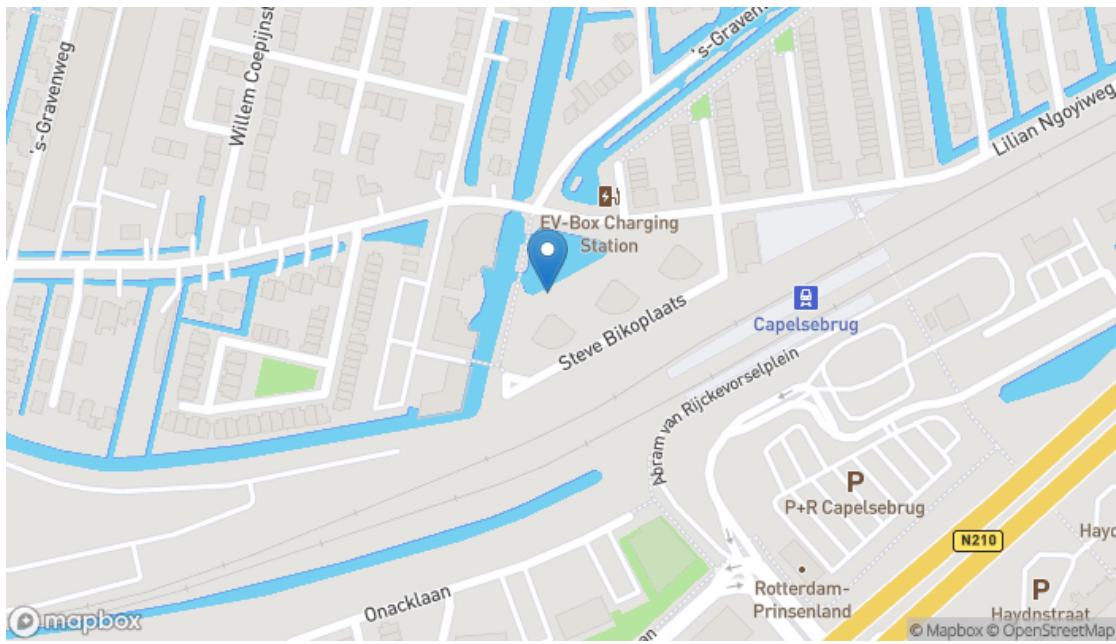 's-Gravenweg
Willem Coepijnst
's-Graven
Lilian Ngoyiweg
EV-Box Charging
Station
Steve Bikoplaats
Capelsebrug
Abram van Rijckevorselplein
P
P+R Capelsebrug
N210
Hayd
Rotterdam-
Prinsenland
P
Haydnstraat
Onacklaan
an
mapbox
© Mapbox © OpenStreetMap